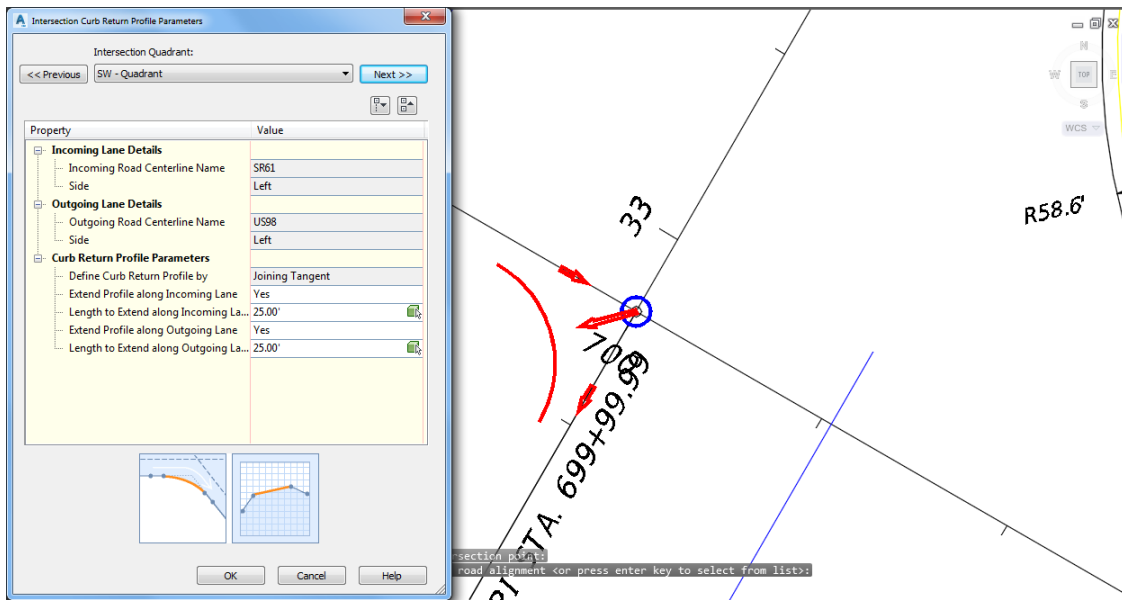 Intersection Curb Return Profile Parameters
Intersection Quadrant:
<< Previous
SW - Quadrant
Next >>
Property Value
Incoming Lane Details
Incoming Road Centerline Name SR61
Side Left
Outgoing Lane Details
Outgoing Road Centerline Name US98
Side Left
Curb Return Profile Parameters
Define Curb Return Profile by Joining Tangent
Extend Profile along Incoming Lane Yes
Length to Extend along Incoming La... 25.00'
Extend Profile along Outgoing Lane Yes
Length to Extend along Outgoing La... 25.00'
OK Cancel Help
N
W TOP E
S
WCS
R58.6'
33
STA. 699+99.99
rsection point:
road alignment <or press enter key to select from list>: